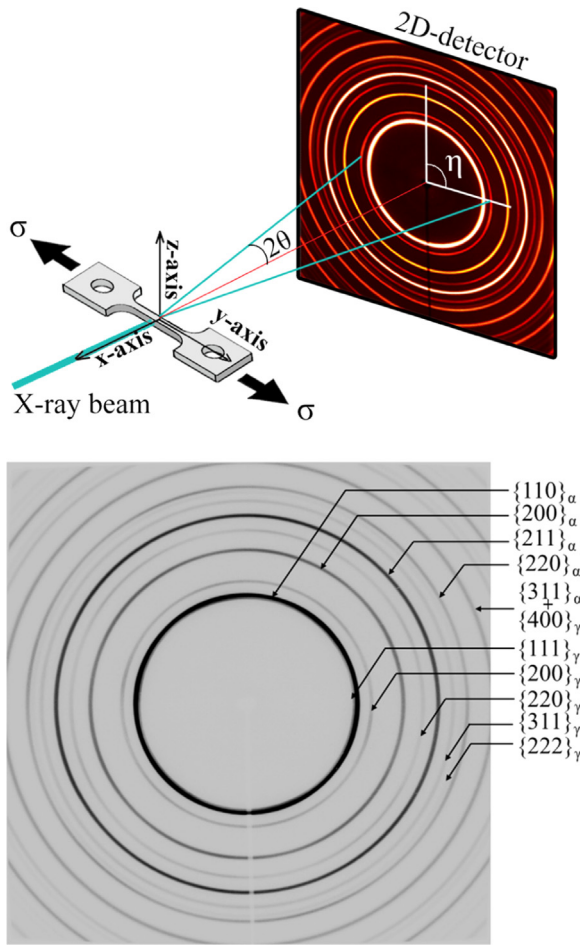 2D-detector
η
2θ
σ
z-axis
y-axis
x-axis
X-ray beam
σ
{110}α
{200}α
{211}α
{220}α
{311}α
+
{400}γ
{111}γ
{200}γ
{220}γ
{311}γ
{222}γ